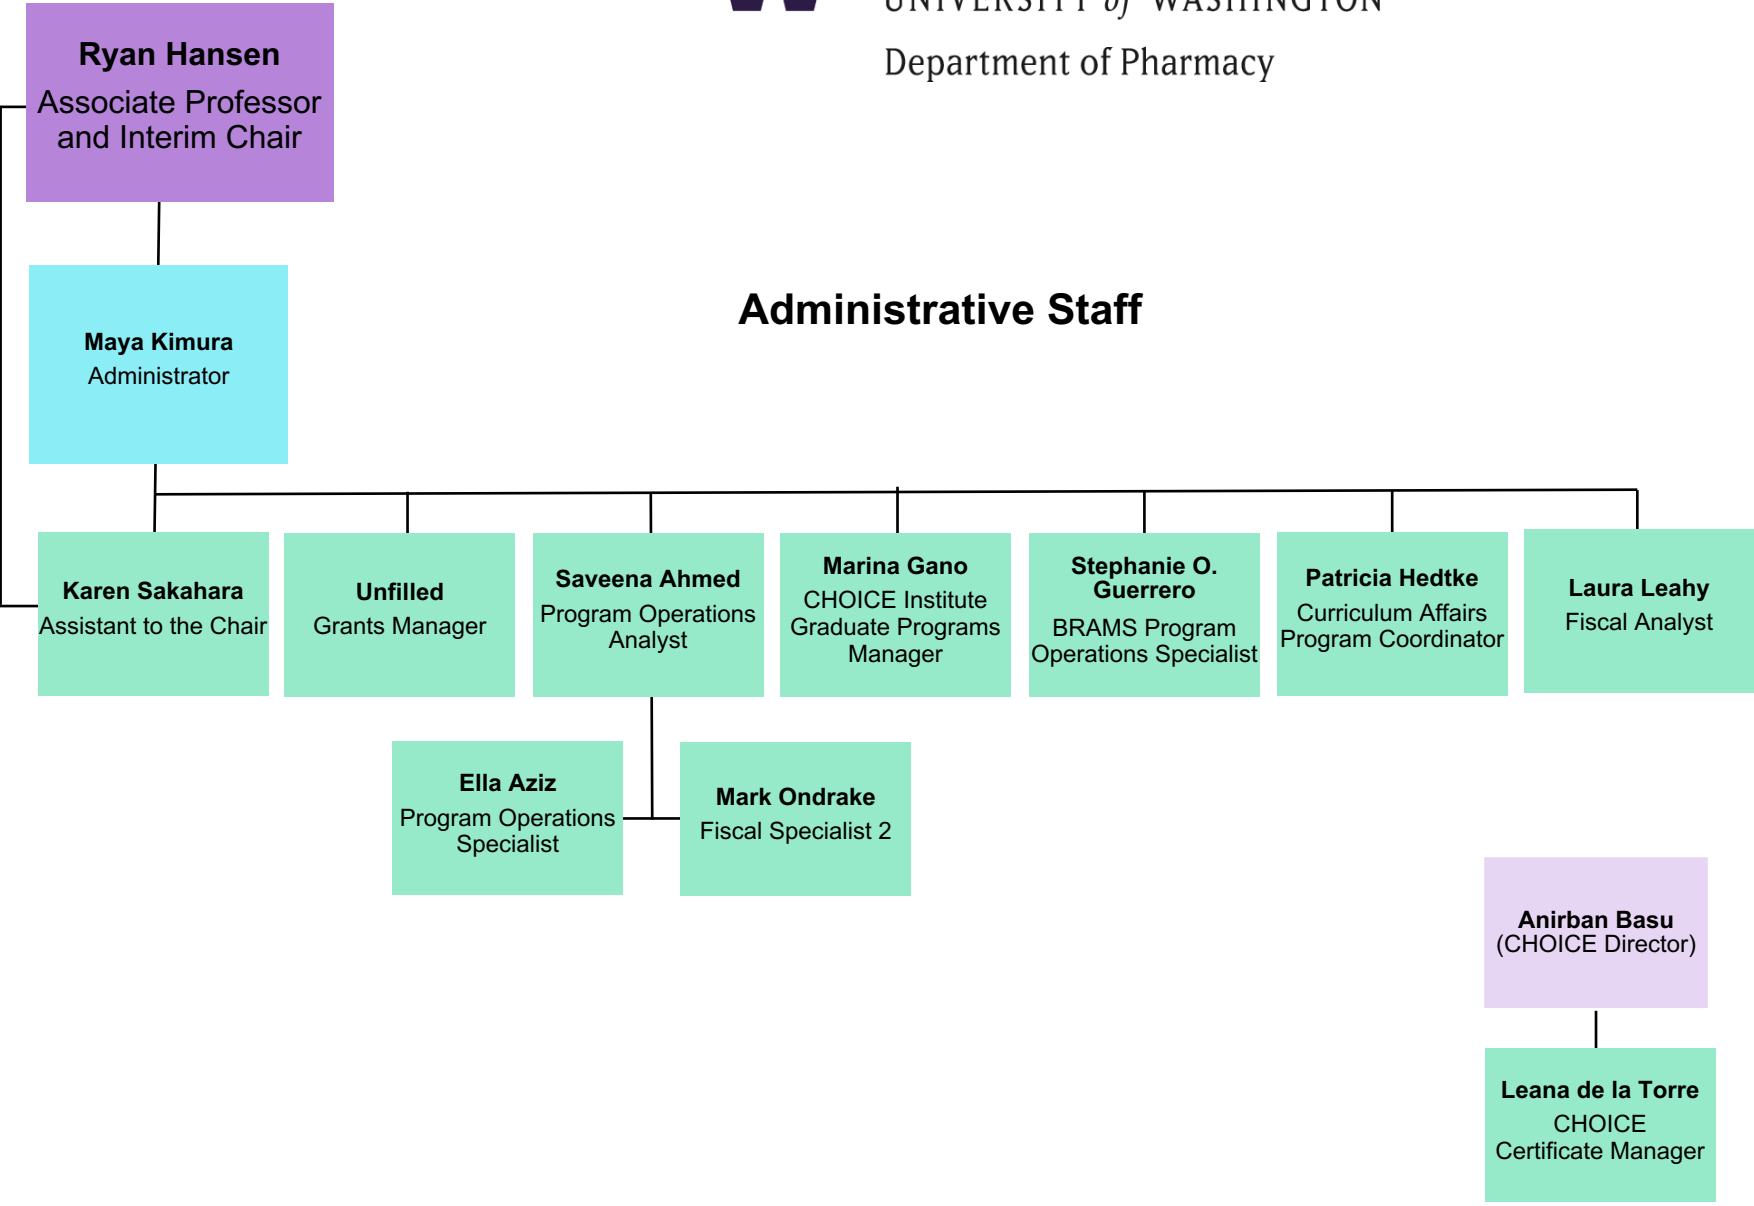 UNIVERSITY of WASHINGTON
Department of Pharmacy
Ryan Hansen
Associate Professor
and Interim Chair
Administrative Staff
Maya Kimura
Administrator
Karen Sakahara
Assistant to the Chair
Unfilled
Grants Manager
Saveena Ahmed
Program Operations
Analyst
Marina Gano
CHOICE Institute
Graduate Programs
Manager
Stephanie O.
Guerrero
BRAMS Program
Operations Specialist
Patricia Hedtke
Curriculum Affairs
Program Coordinator
Laura Leahy
Fiscal Analyst
Ella Aziz
Program Operations
Specialist
Mark Ondrake
Fiscal Specialist 2
Anirban Basu
(CHOICE Director)
Leana de la Torre
CHOICE
Certificate Manager